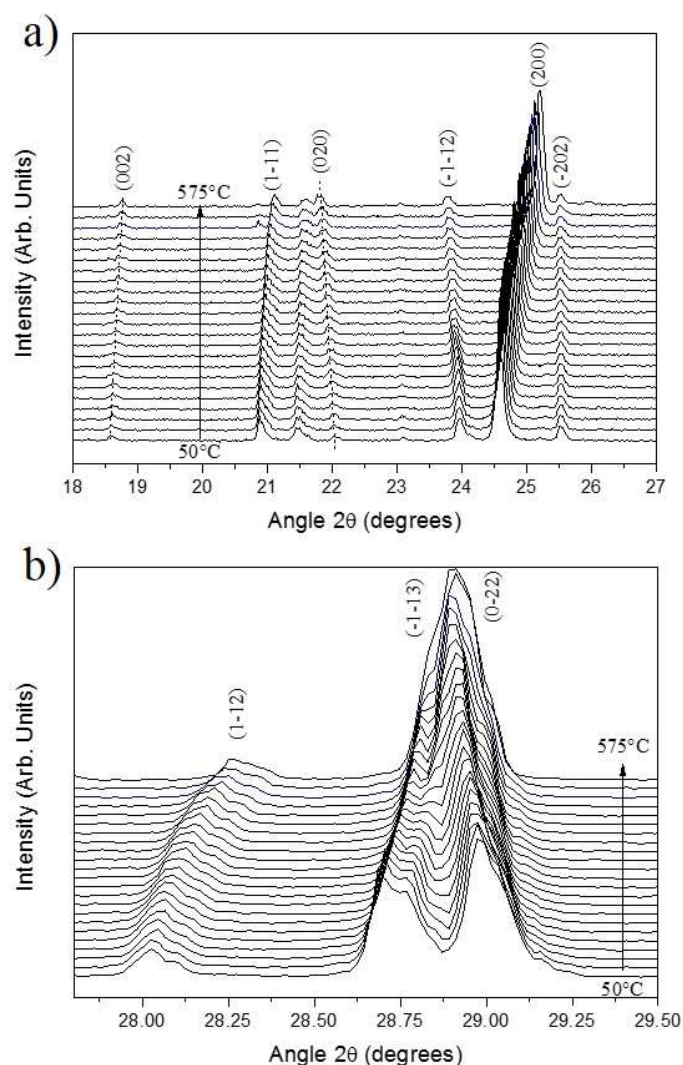 a)
(002)
(1-11)
(020)
(-1-12)
(200)
(-202)
575°C
50°C
Intensity (Arb. Units)
18 19 20 21 22 23 24 25 26 27
Angle 2θ (degrees)
b)
(1-12)
(-1-13)
(0-22)
575°C
50°C
Intensity (Arb. Units)
28.00 28.25 28.50 28.75 29.00 29.25 29.50
Angle 2θ (degrees)